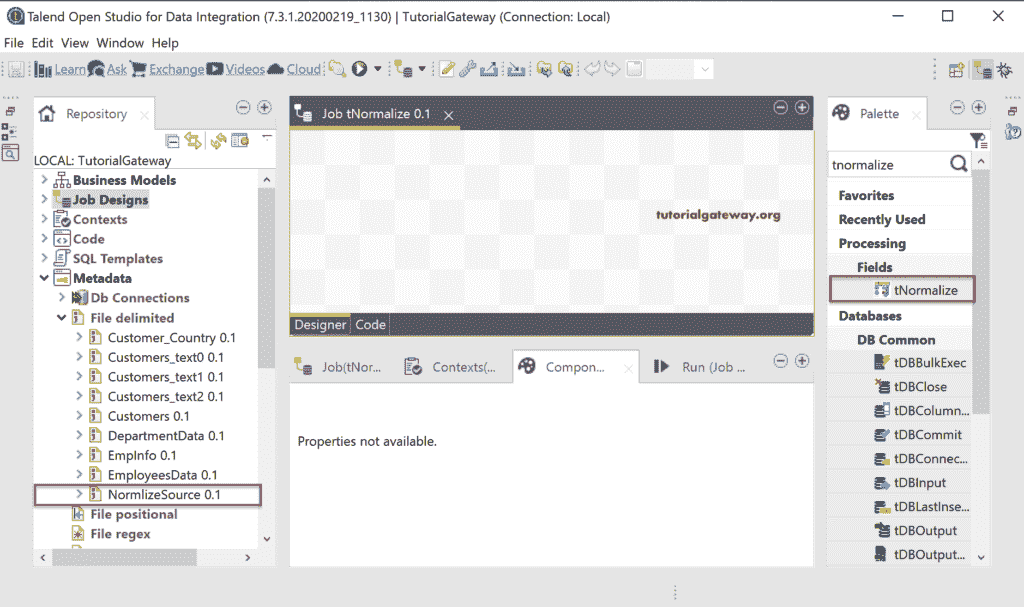 Talend Open Studio for Data Integration (7.3.1.20200219_1130) | TutorialGateway (Connection: Local)
File Edit View Window Help
Learn Ask Exchange Videos Cloud
Repository
LOCAL: TutorialGateway
Business Models
Job Designs
Contexts
Code
SQL Templates
Metadata
Db Connections
File delimited
Customer_Country 0.1
Customers_text0 0.1
Customers_text1 0.1
Customers_text2 0.1
Customers 0.1
DepartmentData 0.1
EmpInfo 0.1
EmployeesData 0.1
NormlizeSource 0.1
File positional
File regex
Job tNormalize 0.1
tutorialgateway.org
Designer Code
Job(tNor... Contexts(... Compon... Run (Job ...
Properties not available.
Palette
tnormalize
Favorites
Recently Used
Processing
Fields
tNormalize
Databases
DB Common
tDBBulkExec
tDBClose
tDBColumn...
tDBCommit
tDBConnec...
tDBInput
tDBLastInse...
tDBOutput
tDBOutput...